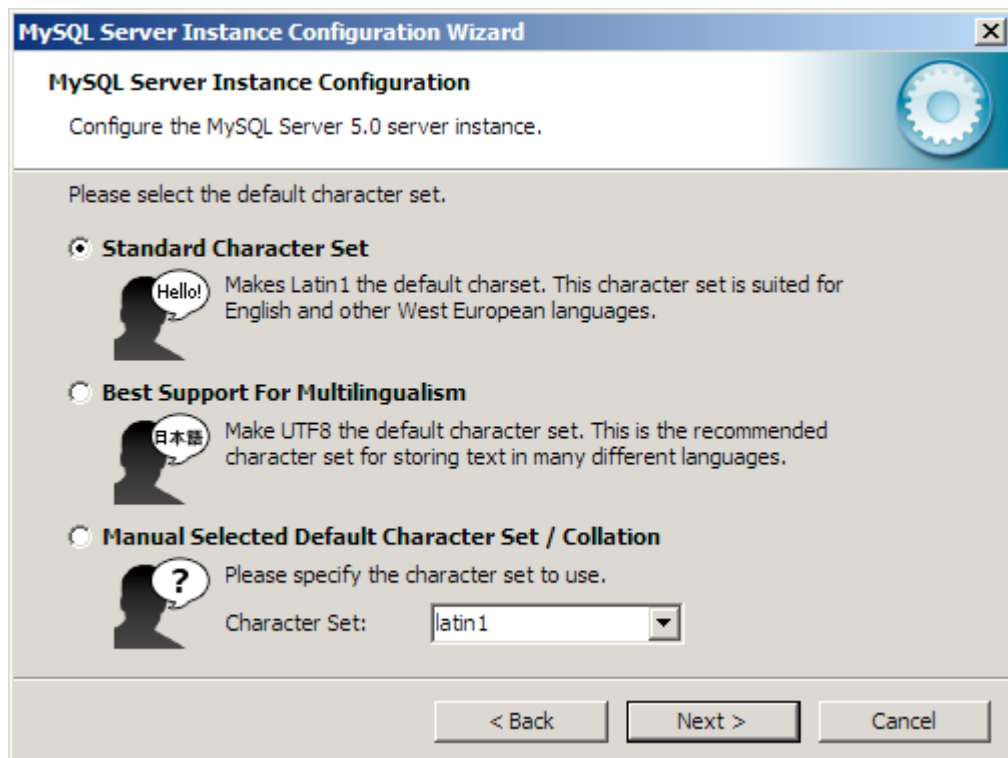 MySQL Server Instance Configuration Wizard
MySQL Server Instance Configuration
Configure the MySQL Server 5.0 server instance.
Please select the default character set.
Standard Character Set
Hello!
Makes Latin1 the default charset. This character set is suited for
English and other West European languages.
Best Support For Multilingualism
日本語
Make UTF8 the default character set. This is the recommended
character set for storing text in many different languages.
Manual Selected Default Character Set / Collation
?
Please specify the character set to use.
Character Set: latin1
< Back Next > Cancel